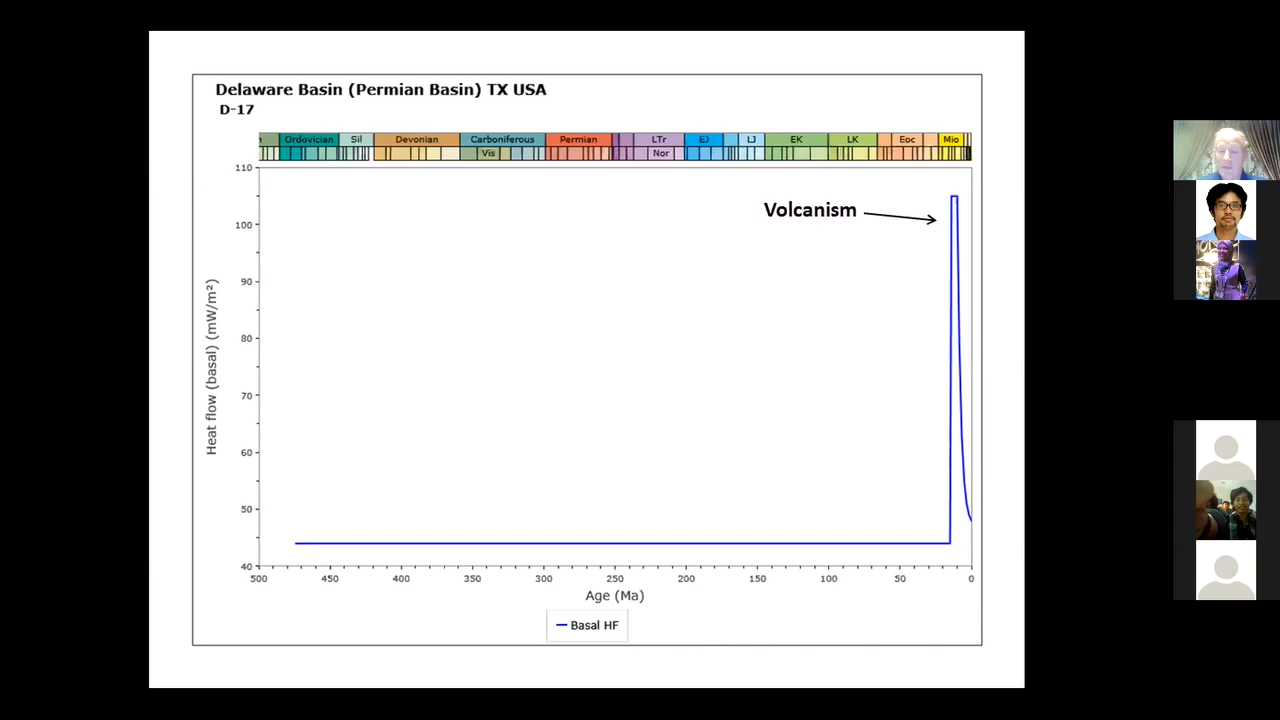 Delaware Basin (Permian Basin) TX USA
D-17
Ordovician Sil Devonian Carboniferous Permian LTr EJ LJ EK LK Eoc Mio
Vis Nor
110
100
90
80
70
60
50
40
Heat flow (basal) (mW/m²)
Volcanism
500 450 400 350 300 250 200 150 100 50 0
Age (Ma)
Basal HF